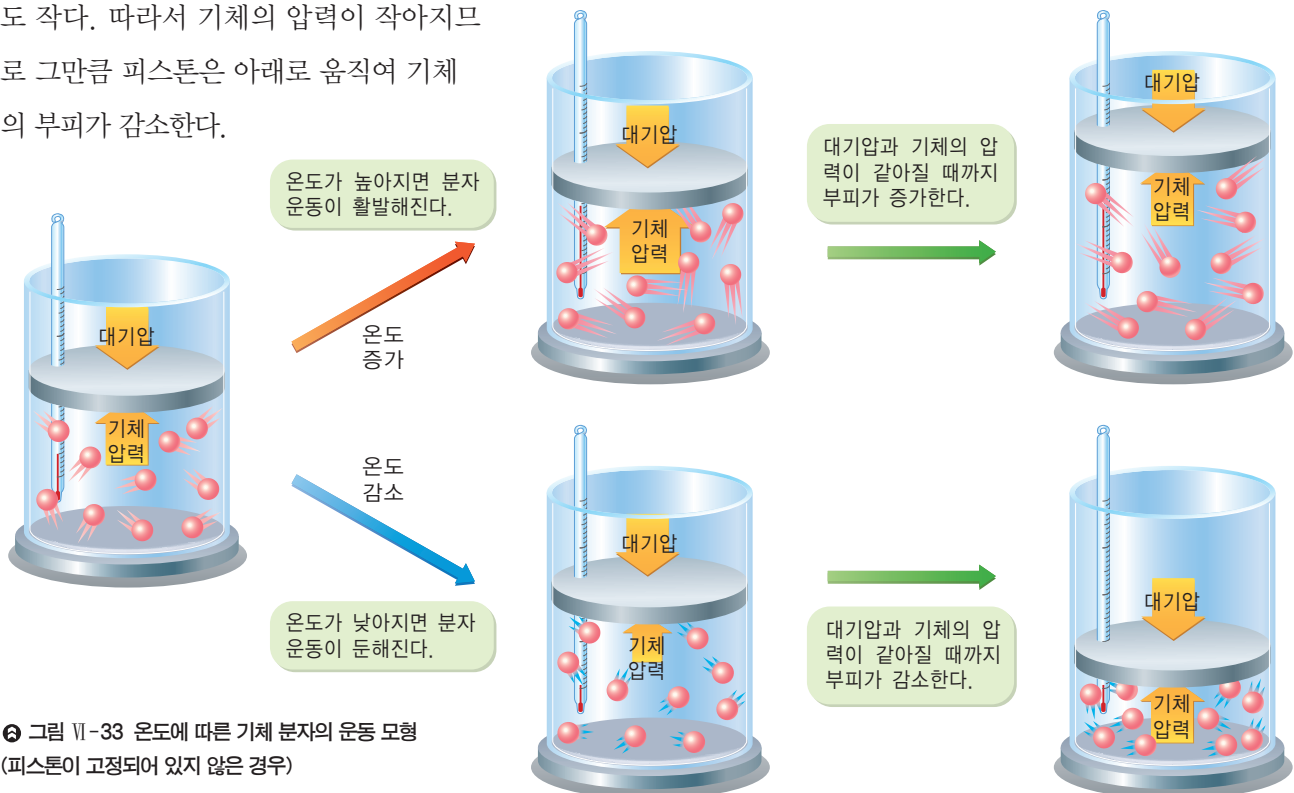 도 작다. 따라서 기체의 압력이 작아지므
로 그만큼 피스톤은 아래로 움직여 기체
의 부피가 감소한다.
대기압
기체
압력
온도가 높아지면 분자
운동이 활발해진다.
온도
증가
대기압
기체
압력
대기압과 기체의 압
력이 같아질 때까지
부피가 증가한다.
대기압
기체
압력
온도
감소
온도가 낮아지면 분자
운동이 둔해진다.
대기압
기체
압력
대기압과 기체의 압
력이 같아질 때까지
부피가 감소한다.
대기압
기체
압력
그림 Ⅵ-33 온도에 따른 기체 분자의 운동 모형
(피스톤이 고정되어 있지 않은 경우)